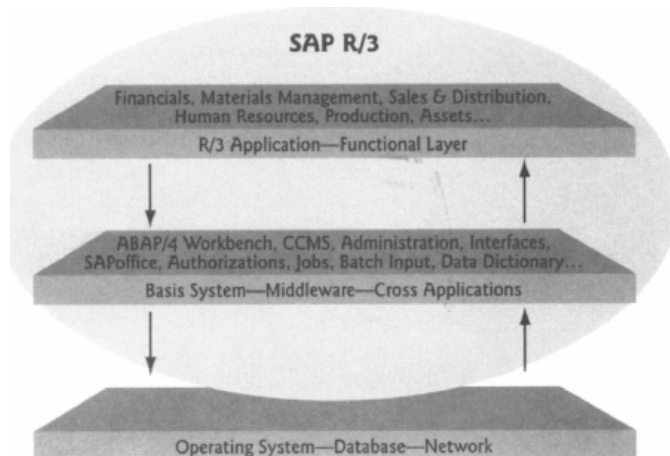 SAP R/3
Financials, Materials Management, Sales & Distribution,
Human Resources, Production, Assets...
R/3 Application—Functional Layer
ABAP/4 Workbench, CCMS, Administration, Interfaces,
SAPoffice, Authorizations, Jobs, Batch Input, Data Dictionary...
Basis System—Middleware—Cross Applications
Operating System—Database—Network